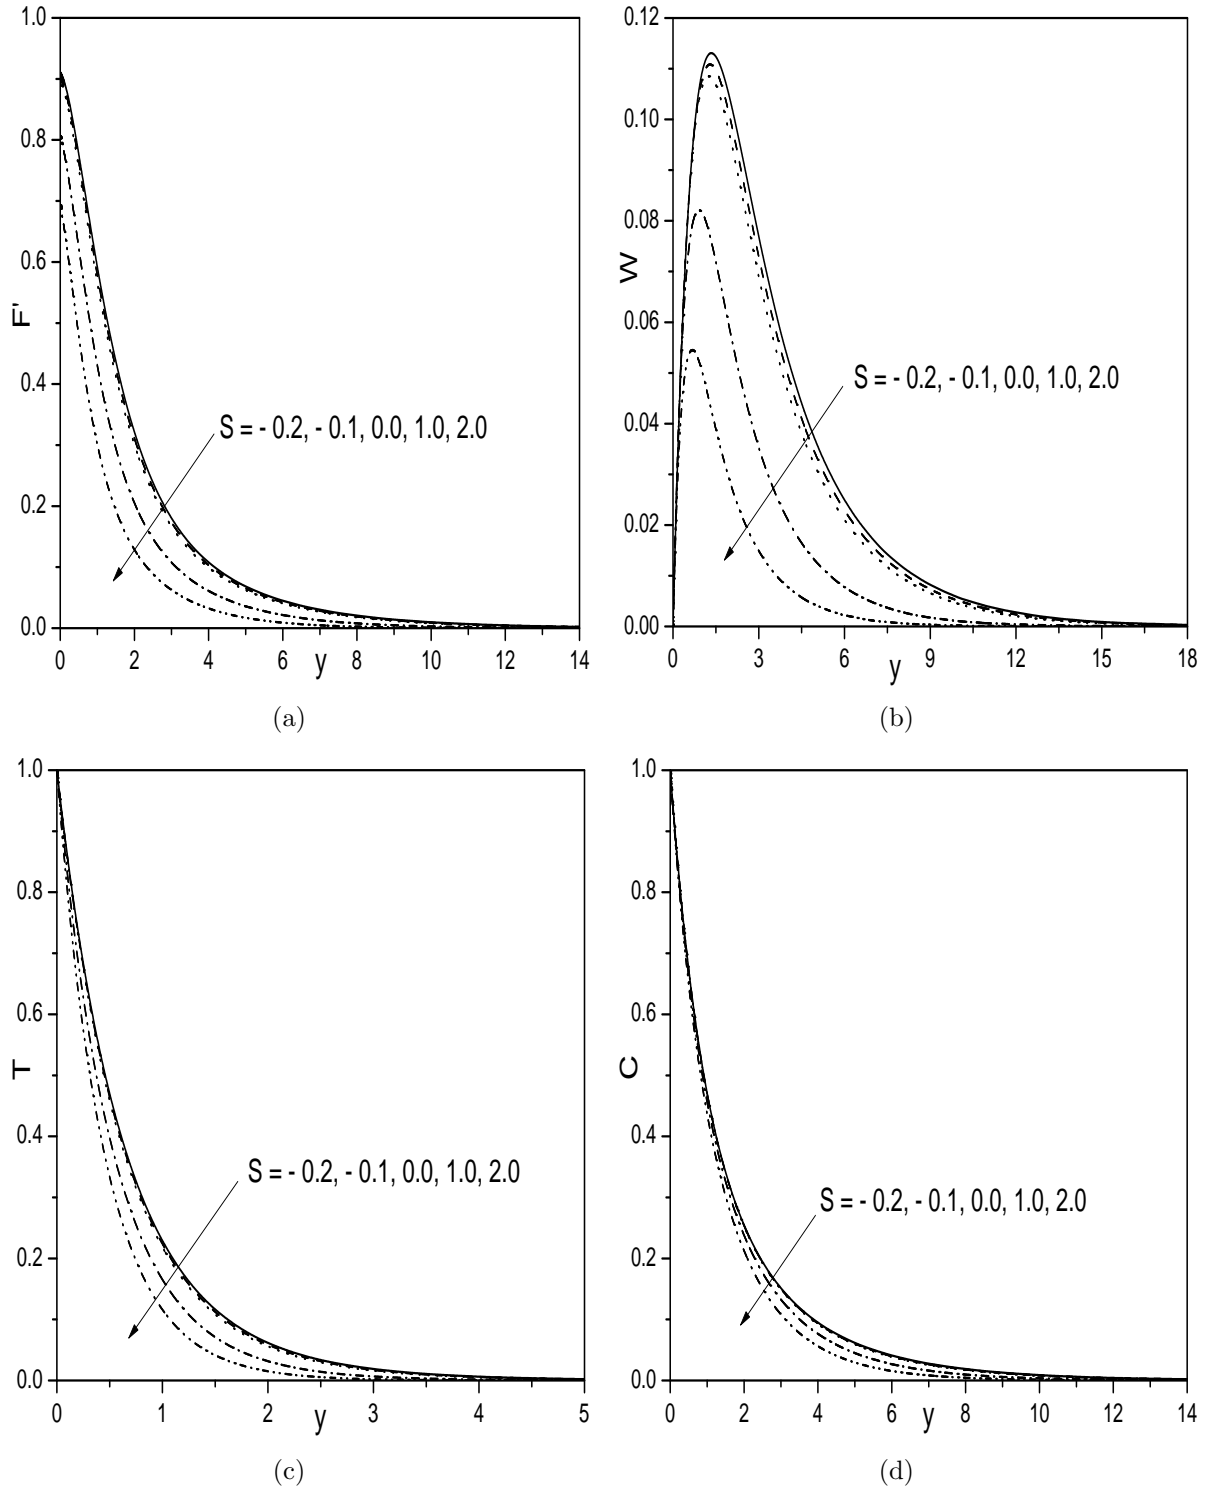 1.0
0.8
0.6
0.4
0.2
0.0
F'
S = - 0.2, - 0.1, 0.0, 1.0, 2.0
0 2 4 6 8 10 12 14
y
(a)
0.12
0.10
0.08
0.06
0.04
0.02
0.00
W
S = - 0.2, - 0.1, 0.0, 1.0, 2.0
0 3 6 9 12 15 18
y
(b)
1.0
0.8
0.6
0.4
0.2
0.0
T
S = - 0.2, - 0.1, 0.0, 1.0, 2.0
0 1 2 3 4 5
y
(c)
1.0
0.8
0.6
0.4
0.2
0.0
C
S = - 0.2, - 0.1, 0.0, 1.0, 2.0
0 2 4 6 8 10 12 14
y
(d)